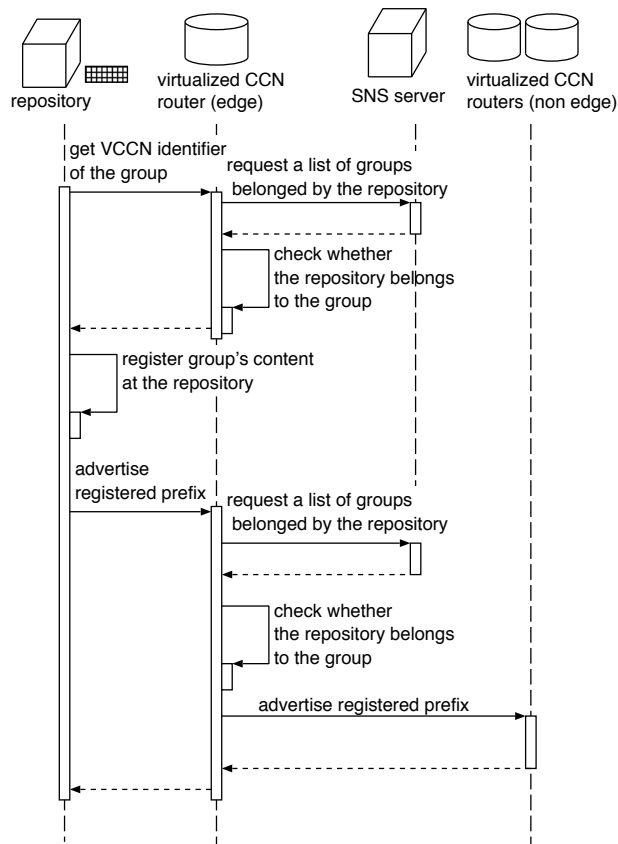 repository
virtualized CCN
router (edge)
SNS server
virtualized CCN
routers (non edge)
get VCCN identifier
of the group
request a list of groups
belonged by the repository
check whether
the repository belongs
to the group
register group's content
at the repository
advertise
registered prefix
request a list of groups
belonged by the repository
check whether
the repository belongs
to the group
advertise registered prefix